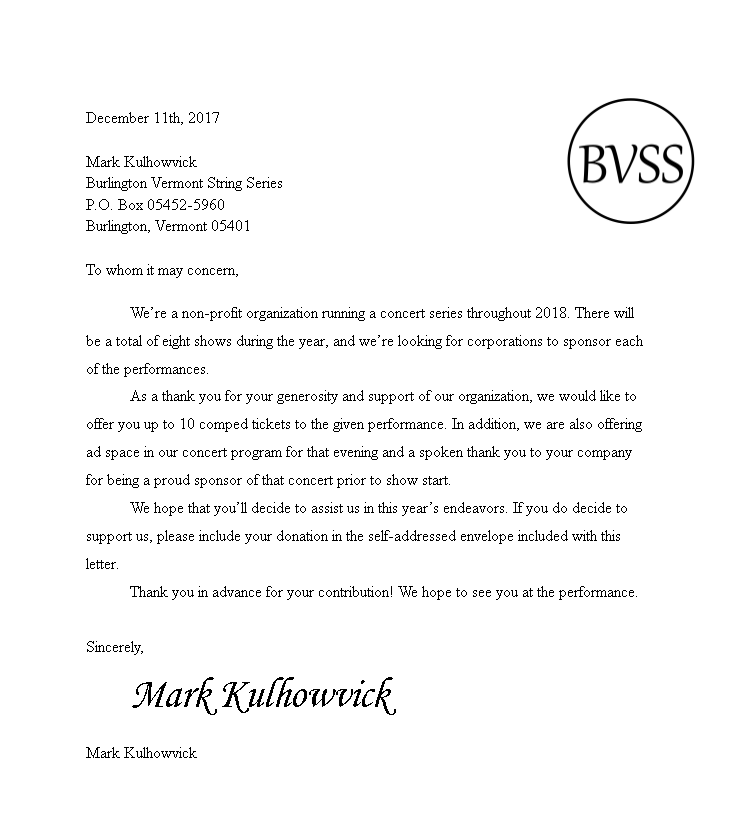 December 11th, 2017
BVSS
Mark Kulhowvick
Burlington Vermont String Series
P.O. Box 05452-5960
Burlington, Vermont 05401
To whom it may concern,
We’re a non-profit organization running a concert series throughout 2018. There will
be a total of eight shows during the year, and we’re looking for corporations to sponsor each
of the performances.
As a thank you for your generosity and support of our organization, we would like to
offer you up to 10 comped tickets to the given performance. In addition, we are also offering
ad space in our concert program for that evening and a spoken thank you to your company
for being a proud sponsor of that concert prior to show start.
We hope that you’ll decide to assist us in this year’s endeavors. If you do decide to
support us, please include your donation in the self-addressed envelope included with this
letter.
Thank you in advance for your contribution! We hope to see you at the performance.
Sincerely,
Mark Kulhowvick
Mark Kulhowvick